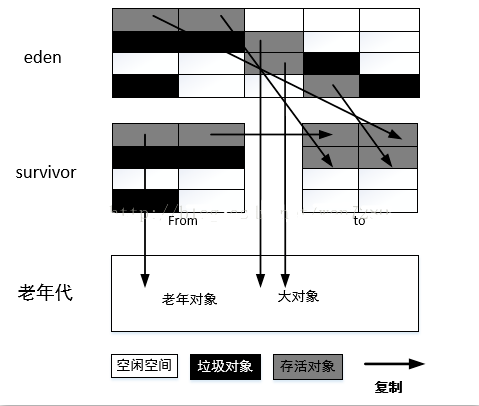 eden
survivor
From
to
老年代
老年对象
大对象
空闲空间
垃圾对象
存活对象
复制